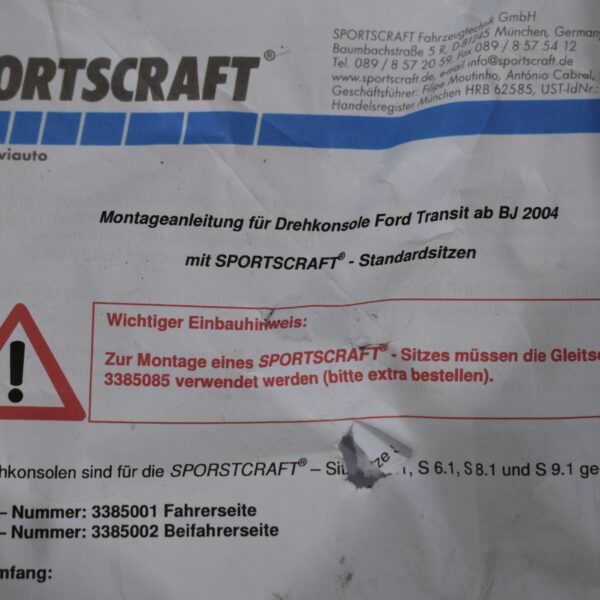 SPORTSCRAFT Fahrzeugtechnik GmbH
Baumbachstraße 5 R, D-81245 München, Germany
Tel. 089 / 8 57 20 59, Fax 089 / 8 57 54 12
www.sportscraft.de, e-mail info@sportscraft.de
Geschäftsführer: Filipe Moutinho, António Cabral,
Handelsregister München HRB 62585, UST-IdNr.:
ORTSCRAFT®
viauto
Montageanleitung für Drehkonsole Ford Transit ab BJ 2004
mit SPORTSCRAFT® - Standardsitzen
!
Wichtiger Einbauhinweis:
Zur Montage eines SPORTSCRAFT® - Sitzes müssen die Gleits
3385085 verwendet werden (bitte extra bestellen).
hkonsolen sind für die SPORSTCRAFT® – S 6.1, S 8.1 und S 9.1 ge
– Nummer: 3385001 Fahrerseite
– Nummer: 3385002 Beifahrerseite
mfang: